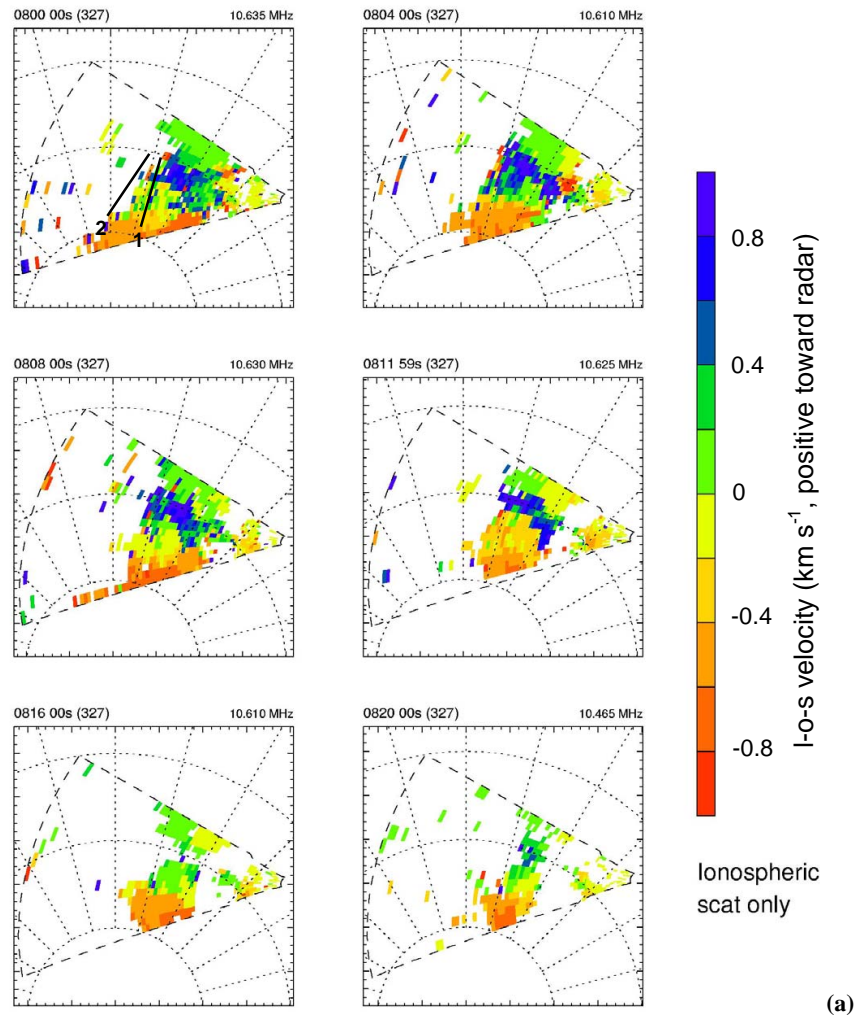 0800 00s (327) 10.635 MHz
0804 00s (327) 10.610 MHz
2
1
0808 00s (327) 10.630 MHz
0811 59s (327) 10.625 MHz
0816 00s (327) 10.610 MHz
0820 00s (327) 10.465 MHz
0.8
0.4
0
-0.4
-0.8
l-o-s velocity (km s-1, positive toward radar)
Ionospheric
scat only
(a)